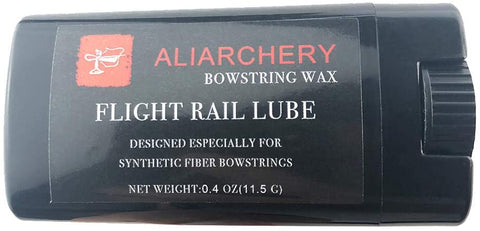 ALIARCHERY
BOWSTRING WAX
FLIGHT RAIL LUBE
DESIGNED ESPECIALLY FOR
SYNTHETIC FIBER BOWSTRINGS
NET WEIGHT:0.4 OZ(11.5 G)